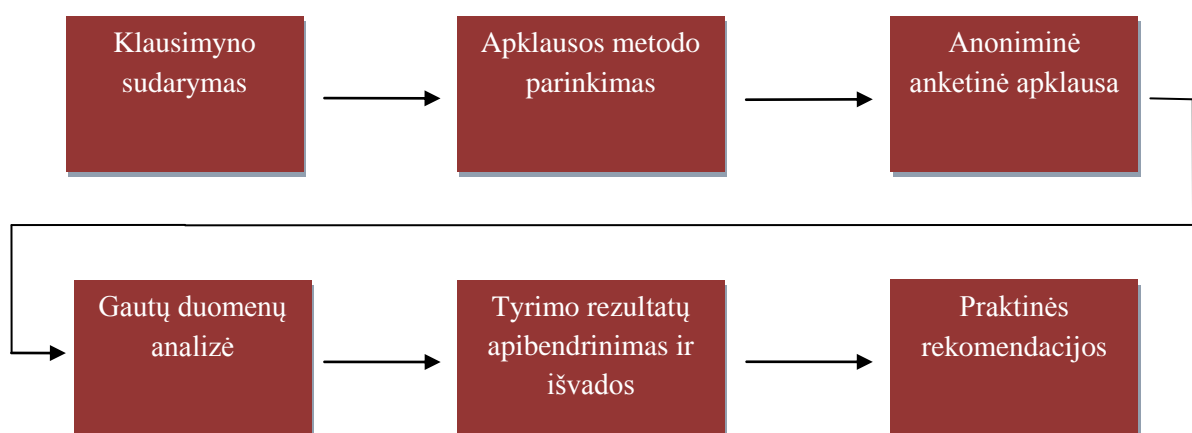 Klausimyno
sudarymas
Apklausos metodo
parinkimas
Anoniminė
anketinė apklausa
Gautų duomenų
analizė
Tyrimo rezultatų
apibendrinimas ir
išvados
Praktinės
rekomendacijos